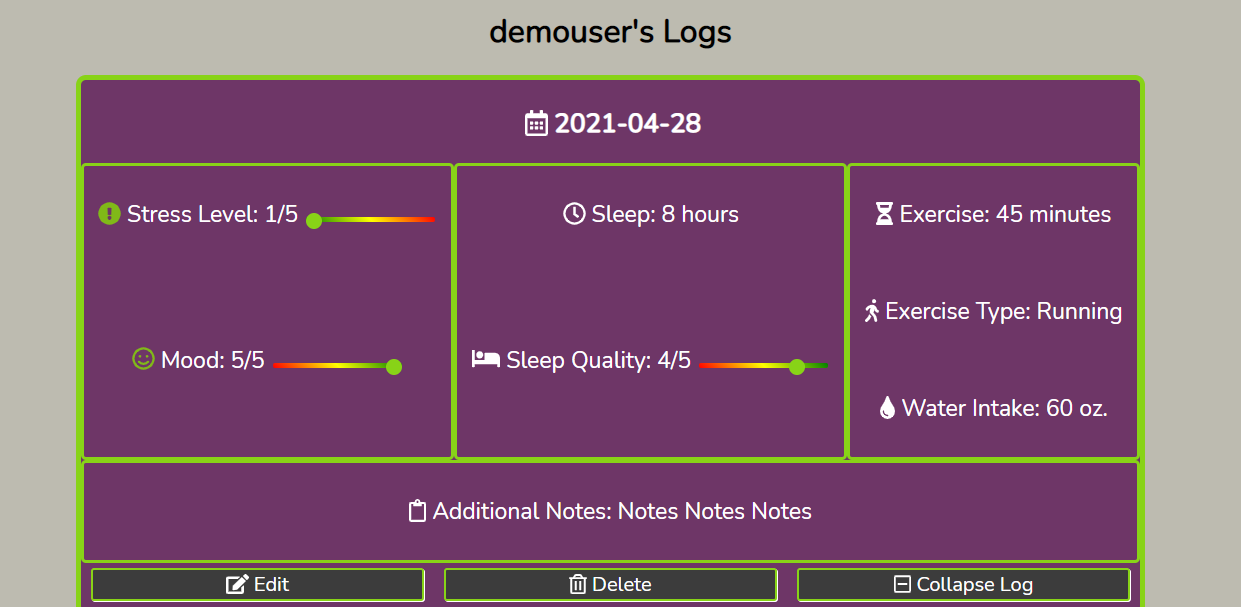 demouser's Logs
2021-04-28
Stress Level: 1/5
Mood: 5/5
Sleep: 8 hours
Sleep Quality: 4/5
Exercise: 45 minutes
Exercise Type: Running
Water Intake: 60 oz.
Additional Notes: Notes Notes Notes
Edit
Delete
Collapse Log